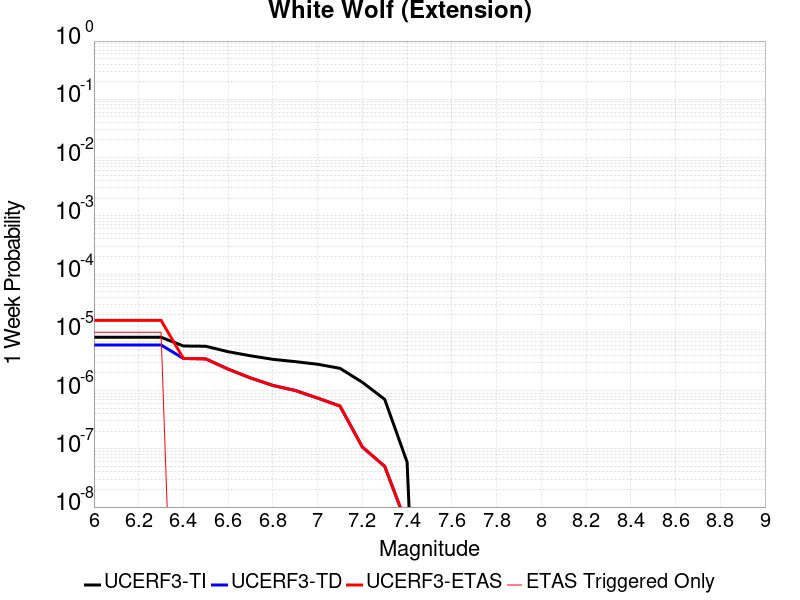 White Wolf (Extension)
1 Week Probability
10^0
10^-1
10^-2
10^-3
10^-4
10^-5
10^-6
10^-7
10^-8
6 6.2 6.4 6.6 6.8 7 7.2 7.4 7.6 7.8 8 8.2 8.4 8.6 8.8 9
Magnitude
UCERF3-TI UCERF3-TD UCERF3-ETAS ETAS Triggered Only